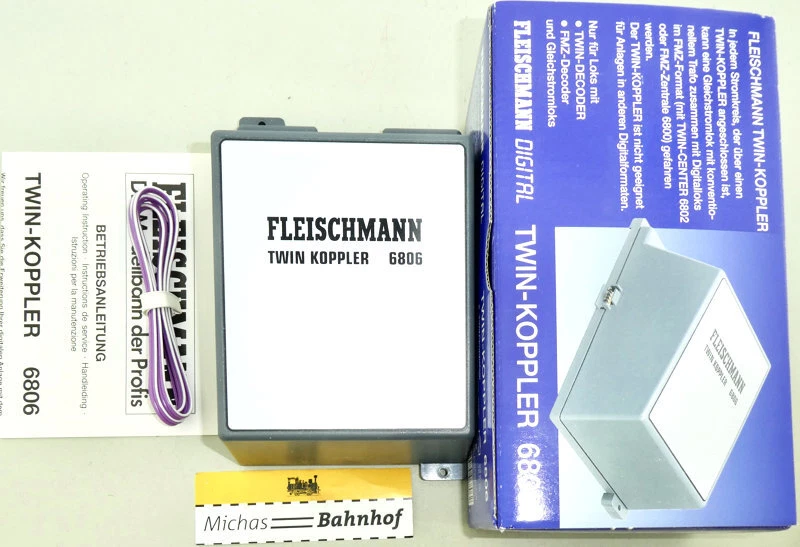 FLEISCHMANN
TWIN KOPPLER 6806
BETRIEBSANLEITUNG
Operating Instruction · Instructions de service · Handleiding ·
Istruzioni per la manutenzione
TWIN-KOPPLER 6806
der Profis
Michas Bahnhof
FLEISCHMANN TWIN-KOPPLER
In jedem Stromkreis, der über einen
TWIN-KOPPLER angeschlossen ist,
kann eine Gleichstromlok mit konventio-
nellem Trafo zusammen mit Digitalloks
im FMZ-Format (mit TWIN-CENTER 6802
oder FMZ-Zentrale 6800) gefahren
werden.
Der TWIN-KOPPLER ist nicht geeignet
für Anlagen in anderen Digitalformaten.
Nur für Loks mit
● TWIN-DECODER
● FMZ-Decoder
und Gleichstromloks
FLEISCHMANN DIGITAL TWIN-KOPPLER
FLEISCHMANN
TWIN KOPPLER 6806
TWIN KOPPLER 6806